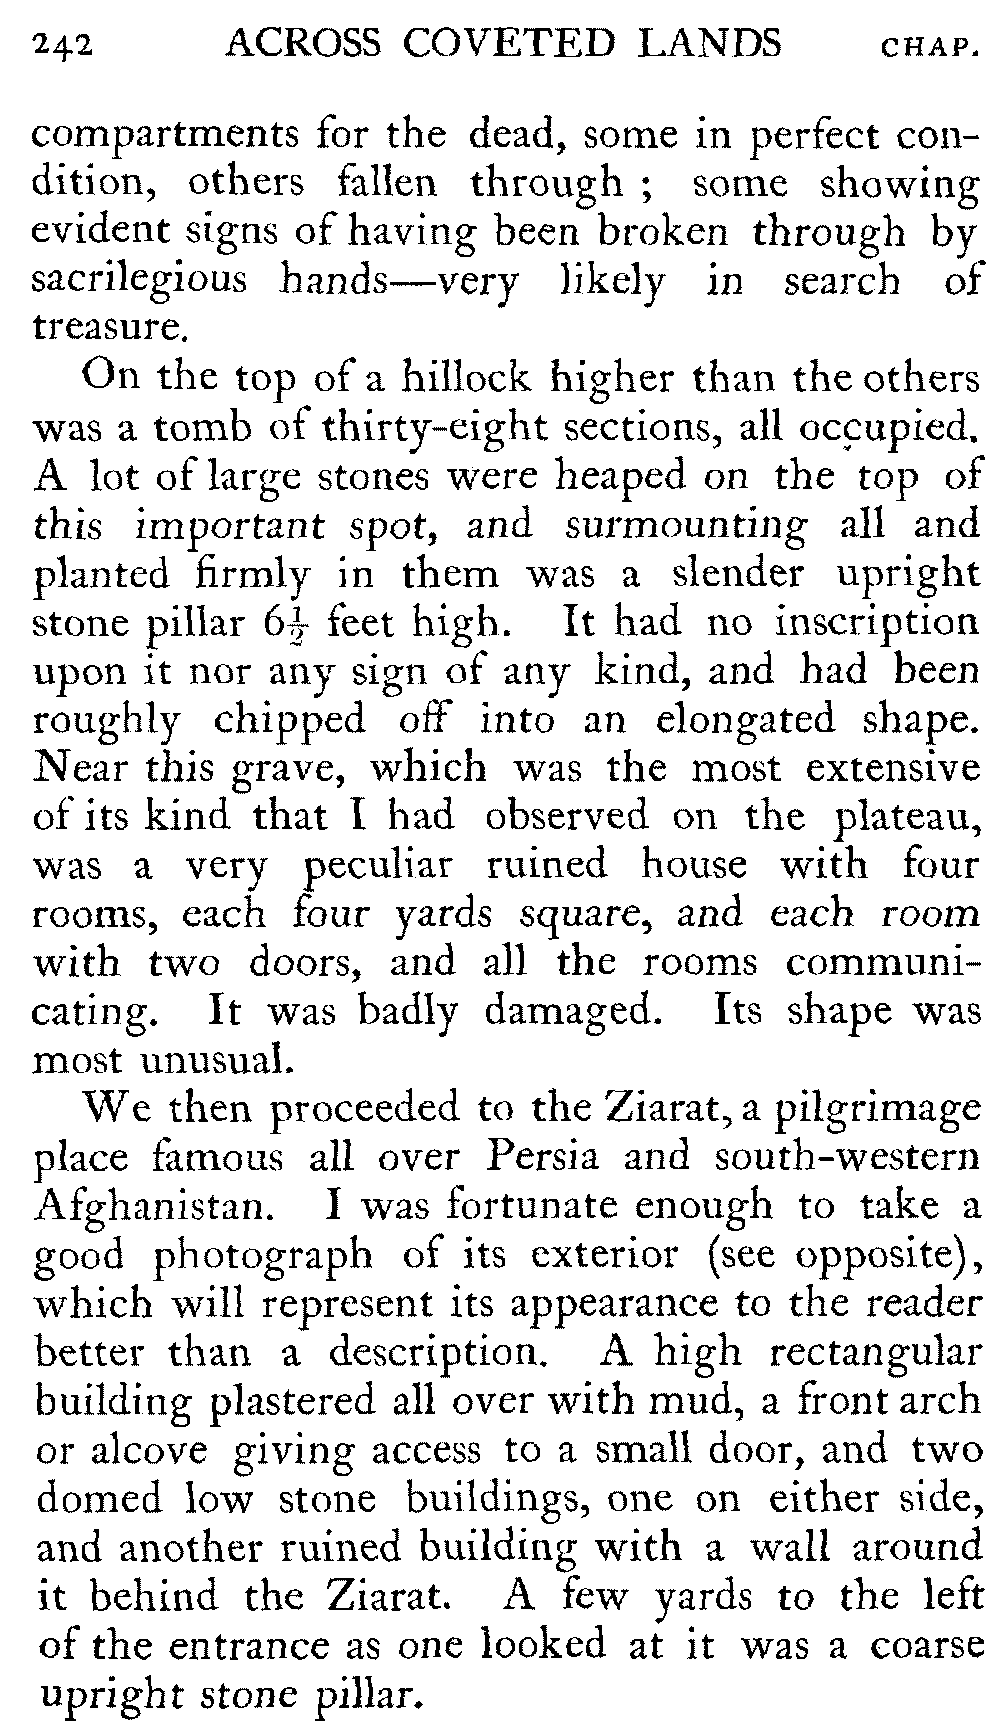 242 ACROSS COVETED LANDS CHAP.
compartments for the dead, some in perfect con-
dition, others fallen through ; some showing
evident signs of having been broken through by
sacrilegious hands—very likely in search of
treasure.
On the top of a hillock higher than the others
was a tomb of thirty-eight sections, all occupied.
A lot of large stones were heaped on the top of
this important spot, and surmounting all and
planted firmly in them was a slender upright
stone pillar 6½ feet high. It had no inscription
upon it nor any sign of any kind, and had been
roughly chipped off into an elongated shape.
Near this grave, which was the most extensive
of its kind that I had observed on the plateau,
was a very peculiar ruined house with four
rooms, each four yards square, and each room
with two doors, and all the rooms communi-
cating. It was badly damaged. Its shape was
most unusual.
We then proceeded to the Ziarat, a pilgrimage
place famous all over Persia and south-western
Afghanistan. I was fortunate enough to take a
good photograph of its exterior (see opposite),
which will represent its appearance to the reader
better than a description. A high rectangular
building plastered all over with mud, a front arch
or alcove giving access to a small door, and two
domed low stone buildings, one on either side,
and another ruined building with a wall around
it behind the Ziarat. A few yards to the left
of the entrance as one looked at it was a coarse
upright stone pillar.